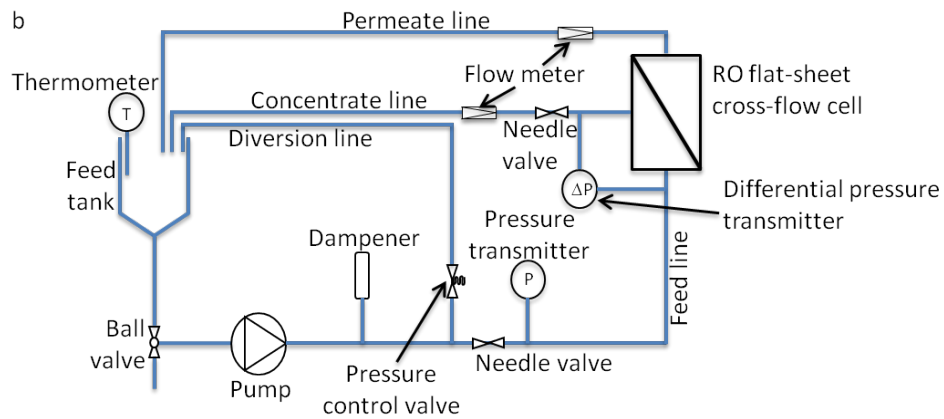 b
Permeate line
Thermometer
T
Flow meter
RO flat-sheet
cross-flow cell
Concentrate line
Needle
valve
Diversion line
Feed
tank
ΔP
Differential pressure
transmitter
Pressure
transmitter
Dampener
P
Feed line
Ball
valve
Pump
Pressure
control valve
Needle valve